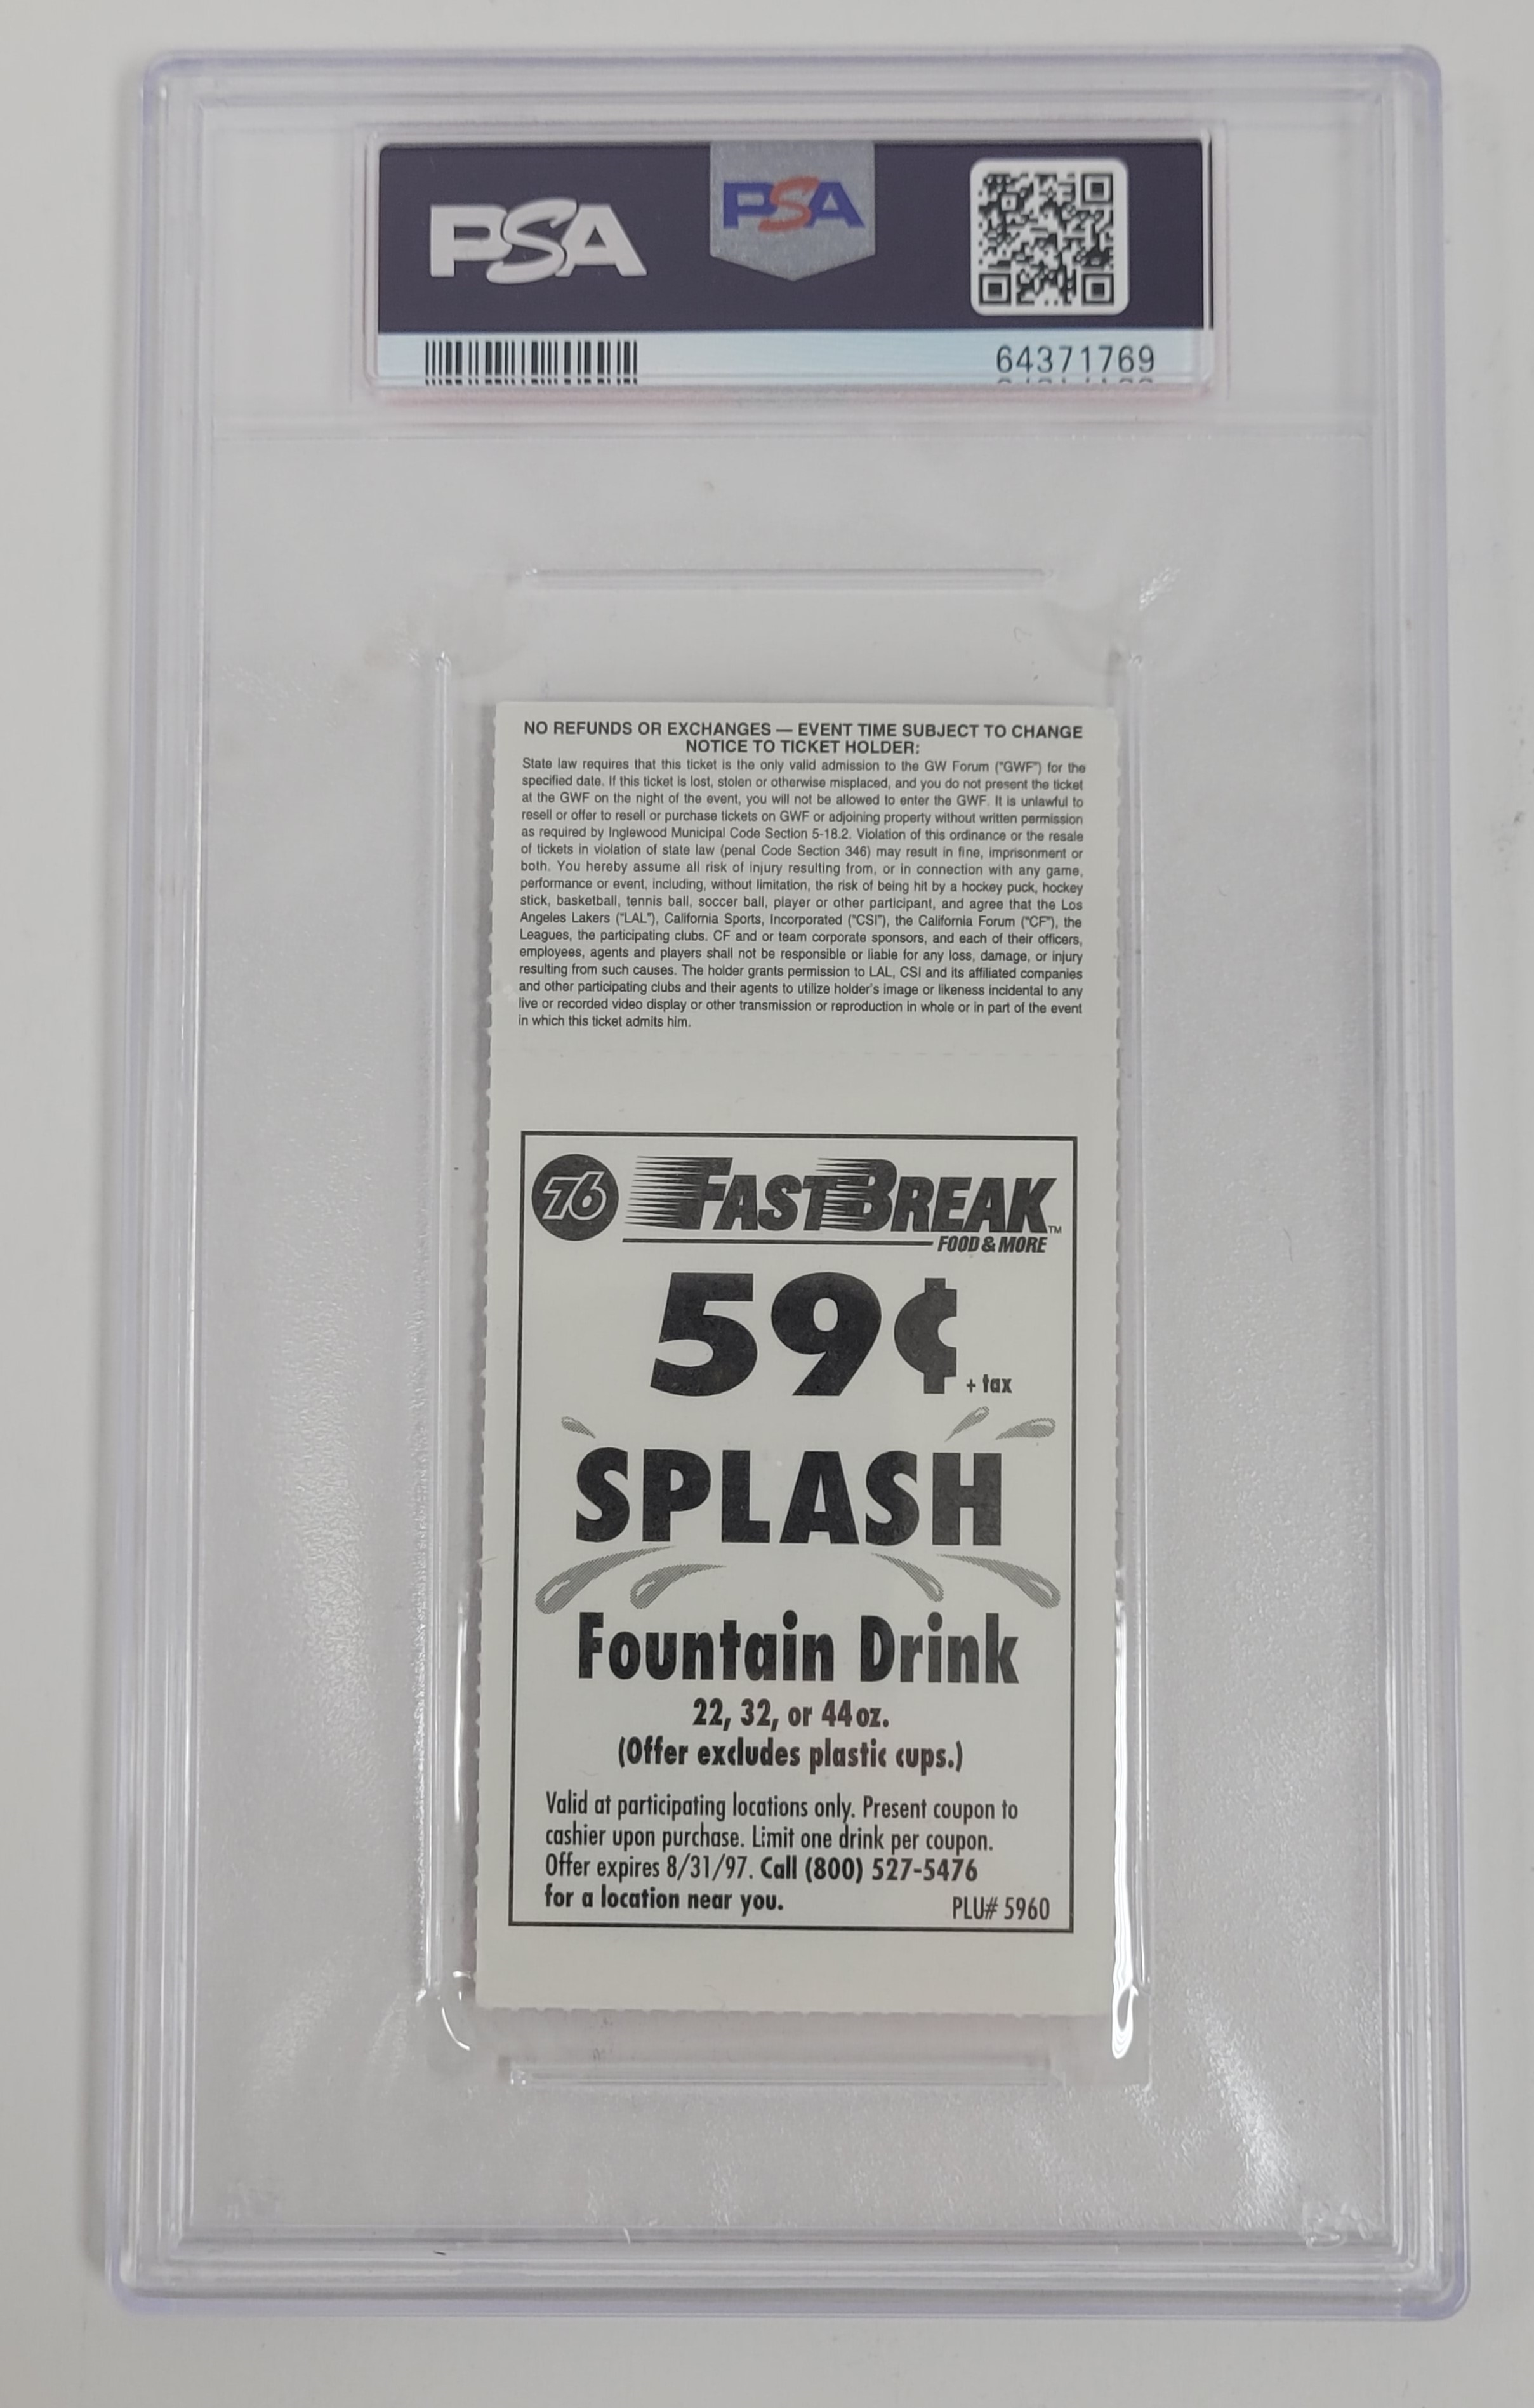 PSA
PSA
64371769
NO REFUNDS OR EXCHANGES — EVENT TIME SUBJECT TO CHANGE
NOTICE TO TICKET HOLDER:
State law requires that this ticket is the only valid admission to the GW Forum ("GWF") for the
specified date. If this ticket is lost, stolen or otherwise misplaced, and you do not present the ticket
at the GWF on the night of the event, you will not be allowed to enter the GWF. It is unlawful to
resell or offer to resell or purchase tickets on GWF or adjoining property without written permission
as required by Inglewood Municipal Code Section 5-18.2. Violation of this ordinance or the resale
of tickets in violation of state law (penal Code Section 346) may result in fine, imprisonment or
both. You hereby assume all risk of injury resulting from, or in connection with any game,
performance or event, including, without limitation, the risk of being hit by a hockey puck, hockey
stick, basketball, tennis ball, soccer ball, player or other participant, and agree that the Los
Angeles Lakers ("LAL"), California Sports, Incorporated ("CSI"), the California Forum ("CF"), the
Leagues, the participating clubs. CF and or team corporate sponsors, and each of their officers,
employees, agents and players shall not be responsible or liable for any loss, damage, or injury
resulting from such causes. The holder grants permission to LAL, CSI and its affiliated companies
and other participating clubs and their agents to utilize holder's image or likeness incidental to any
live or recorded video display or other transmission or reproduction in whole or in part of the event
in which this ticket admits him.
76 FASTBREAK™
FOOD & MORE
59¢ + tax
SPLASH
Fountain Drink
22, 32, or 44 oz.
(Offer excludes plastic cups.)
Valid at participating locations only. Present coupon to
cashier upon purchase. Limit one drink per coupon.
Offer expires 8/31/97. Call (800) 527-5476
for a location near you. PLU# 5960